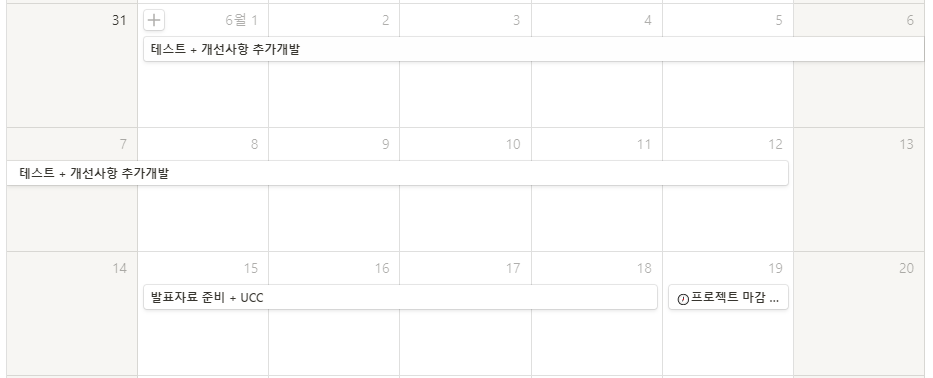 31 6월 1 2 3 4 5 6
테스트 + 개선사항 추가개발
7 8 9 10 11 12 13
테스트 + 개선사항 추가개발
14 15 16 17 18 19 20
발표자료 준비 + UCC 프로젝트 마감 ...